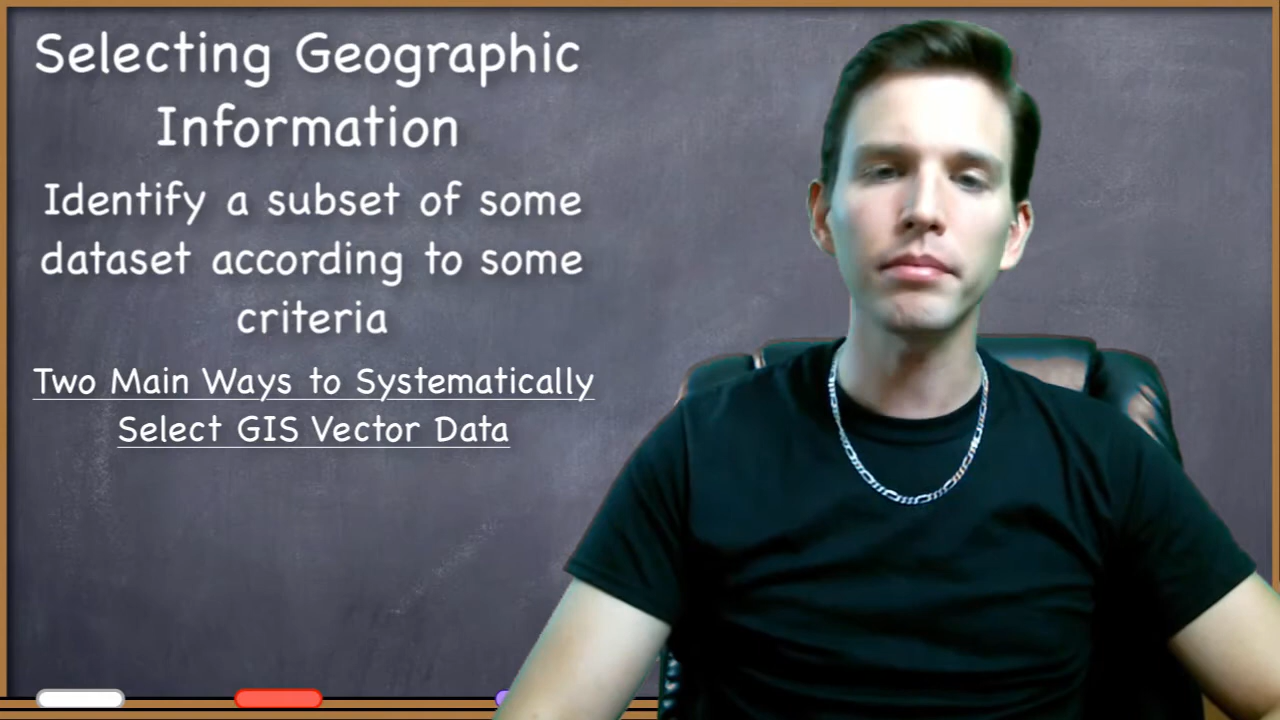 Selecting Geographic
Information
Identify a subset of some
dataset according to some
criteria
Two Main Ways to Systematically
Select GIS Vector Data